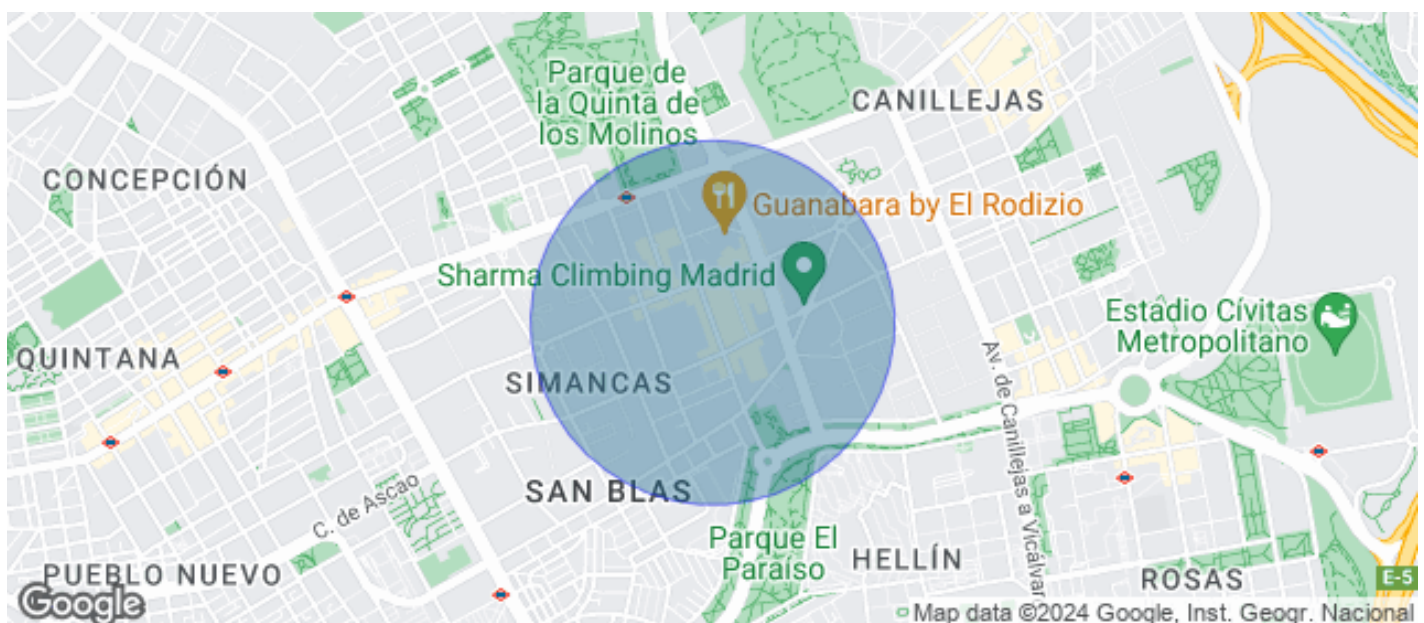 Parque de
la Quinta de
los Molinos
CANILLEJAS
CONCEPCIÓN
Guanabara by El Rodizio
Sharma Climbing Madrid
Estádio Cívitas
Metropolitano
QUINTANA
SIMANCAS
Av. de Canillejas a Vicálvaro
SAN BLAS
C. de Ascao
Parque El
Paraíso
HELLÍN
PUEBLO NUEVO
ROSAS
E-5
Google
Map data ©2024 Google, Inst. Geogr. Nacional